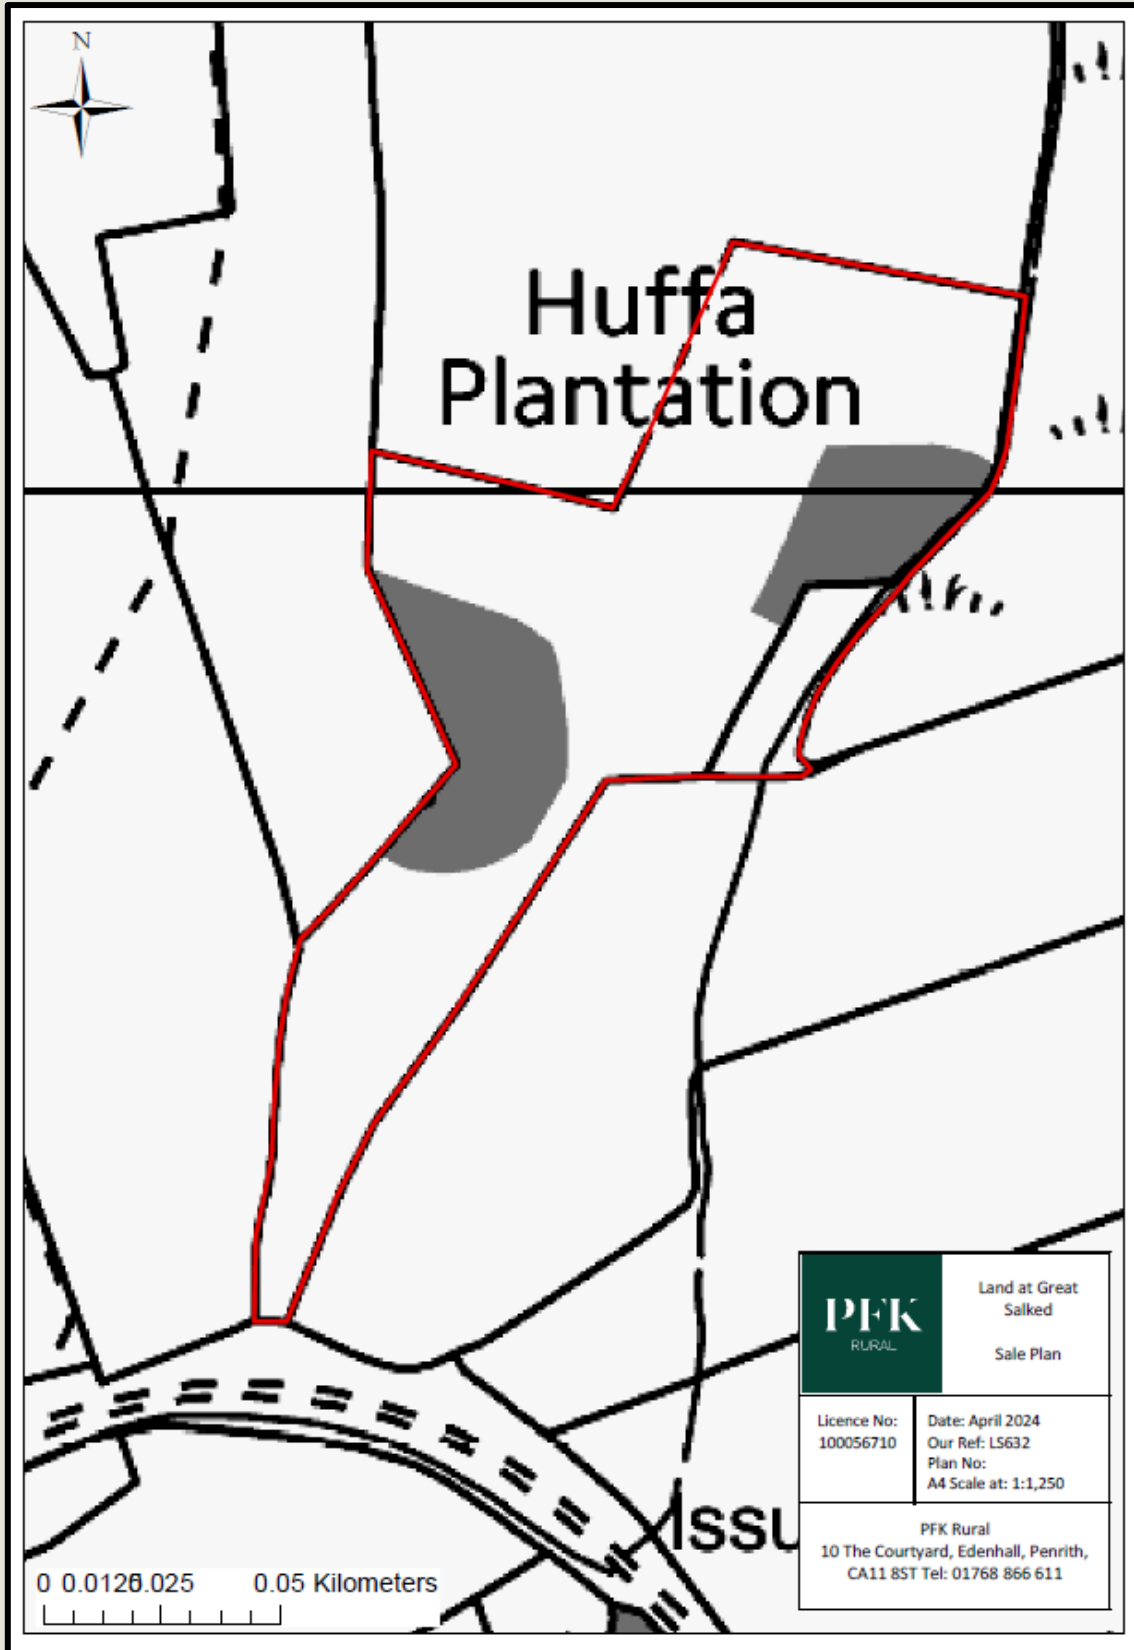 N
Huffa
Plantation
PFK
RURAL
Land at Great
Salked
Sale Plan
Licence No:
100056710
Date: April 2024
Our Ref: LS632
Plan No:
A4 Scale at: 1:1,250
Issu
PFK Rural
10 The Courtyard, Edenhall, Penrith,
CA11 8ST Tel: 01768 866 611
0 0.0125 0.025 0.05 Kilometers